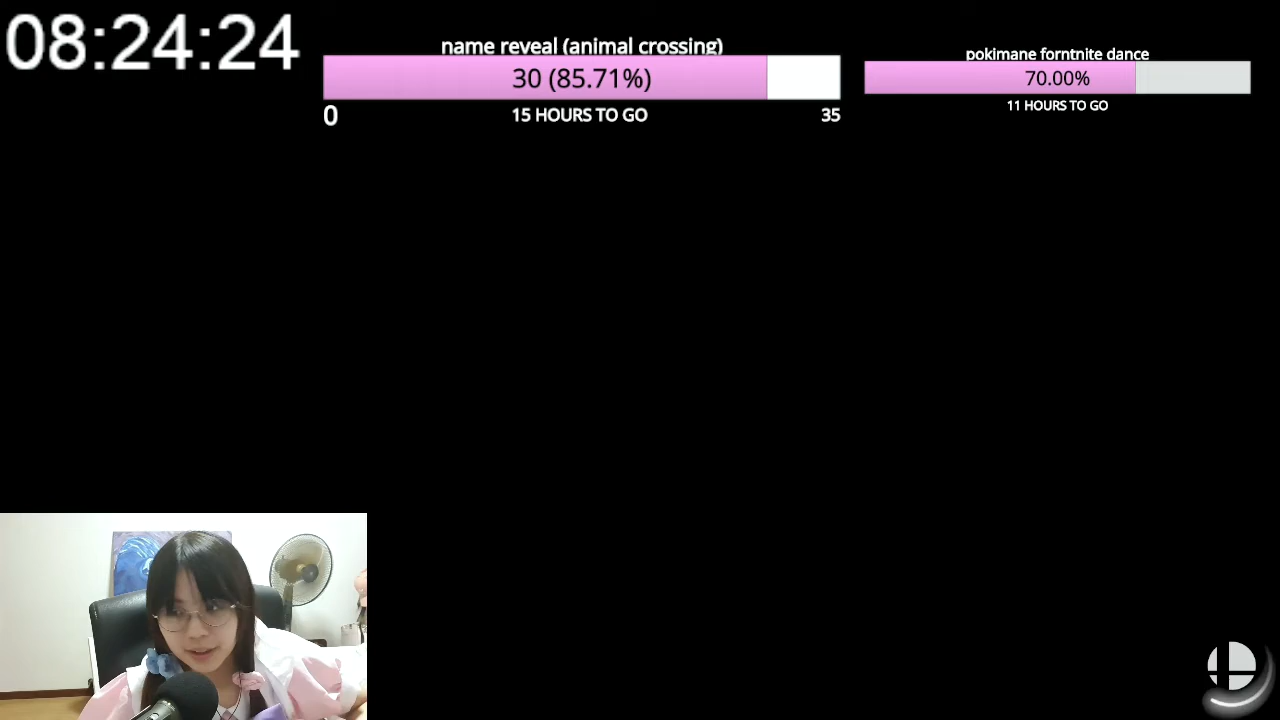 08:24:24
name reveal (animal crossing)
30 (85.71%)
0
15 HOURS TO GO
35
pokimane forntnite dance
70.00%
11 HOURS TO GO